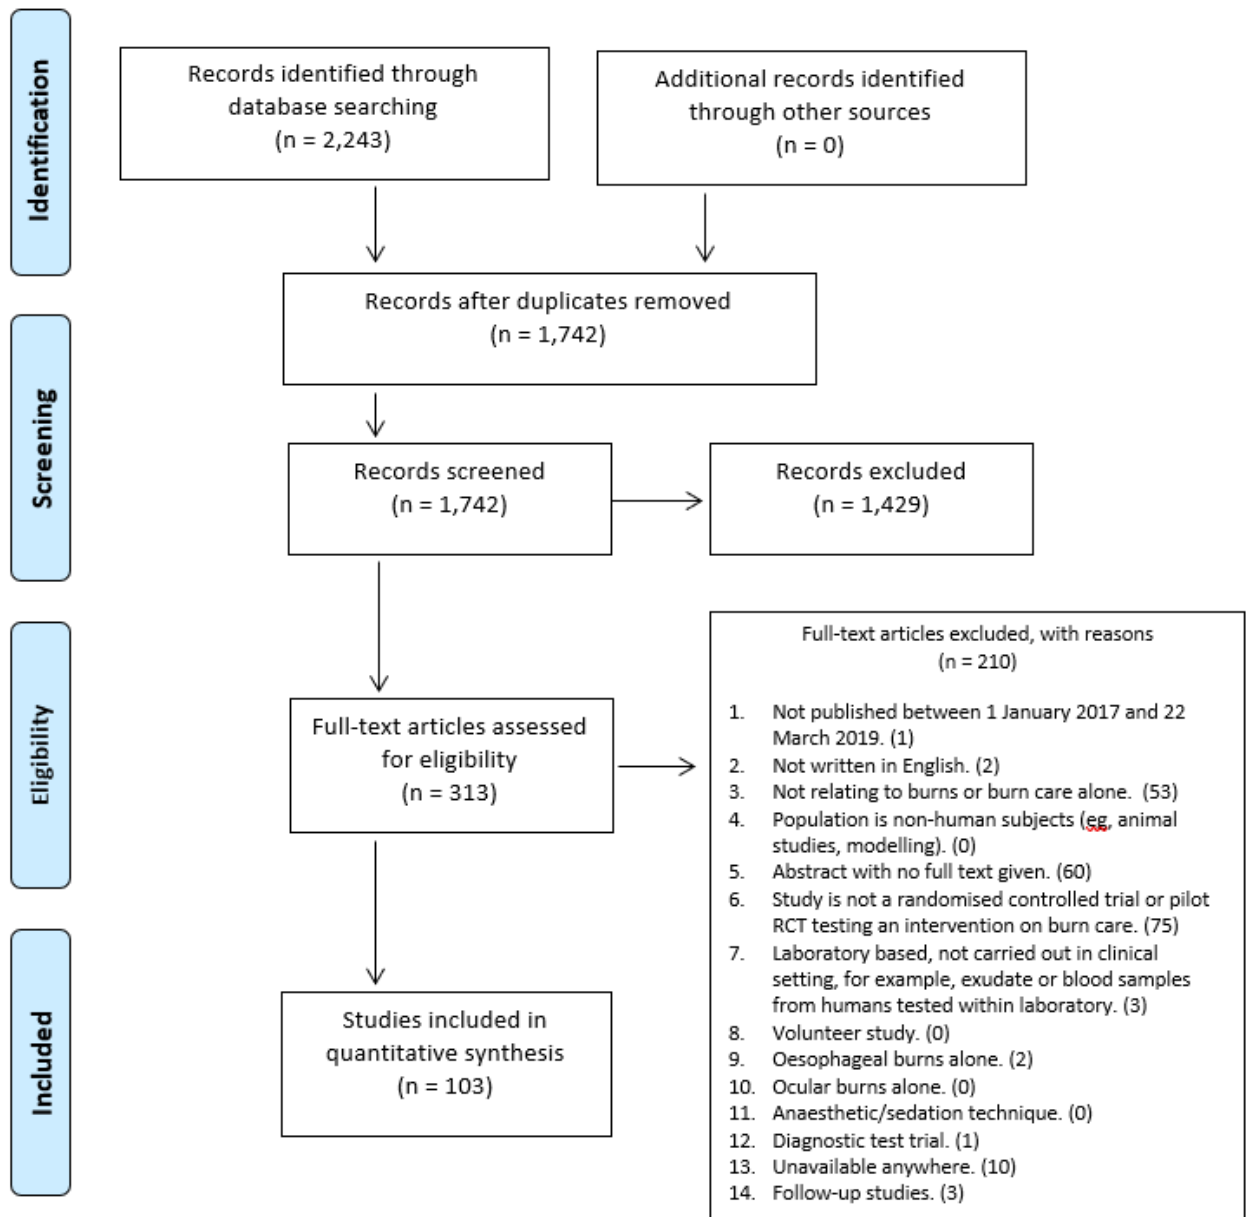 Identification
Records identified through
database searching
(n = 2,243)
Additional records identified
through other sources
(n = 0)
Records after duplicates removed
(n = 1,742)
Screening
Records screened
(n = 1,742)
Records excluded
(n = 1,429)
Eligibility
Full-text articles assessed
for eligibility
(n = 313)
Full-text articles excluded, with reasons
(n = 210)
1. Not published between 1 January 2017 and 22
March 2019. (1)
2. Not written in English. (2)
3. Not relating to burns or burn care alone. (53)
4. Population is non-human subjects (eg, animal
studies, modelling). (0)
5. Abstract with no full text given. (60)
6. Study is not a randomised controlled trial or pilot
RCT testing an intervention on burn care. (75)
7. Laboratory based, not carried out in clinical
setting, for example, exudate or blood samples
from humans tested within laboratory. (3)
8. Volunteer study. (0)
9. Oesophageal burns alone. (2)
10. Ocular burns alone. (0)
11. Anaesthetic/sedation technique. (0)
12. Diagnostic test trial. (1)
13. Unavailable anywhere. (10)
14. Follow-up studies. (3)
Included
Studies included in
quantitative synthesis
(n = 103)